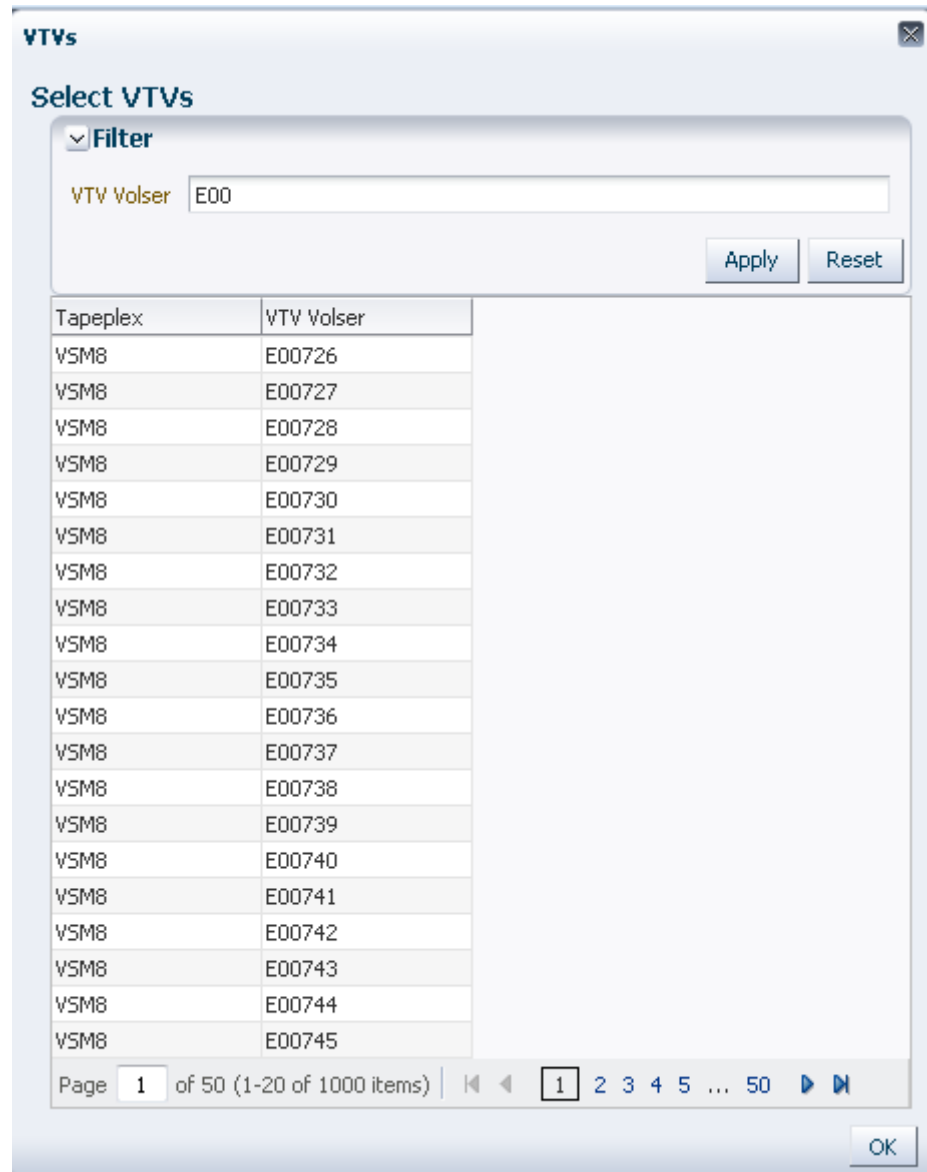 VTVs
Select VTVs
Filter
VTV Volser E00
Apply Reset
Tapeplex VTV Volser
VSM8 E00726
VSM8 E00727
VSM8 E00728
VSM8 E00729
VSM8 E00730
VSM8 E00731
VSM8 E00732
VSM8 E00733
VSM8 E00734
VSM8 E00735
VSM8 E00736
VSM8 E00737
VSM8 E00738
VSM8 E00739
VSM8 E00740
VSM8 E00741
VSM8 E00742
VSM8 E00743
VSM8 E00744
VSM8 E00745
Page 1 of 50 (1-20 of 1000 items) 1 2 3 4 5 ... 50
OK